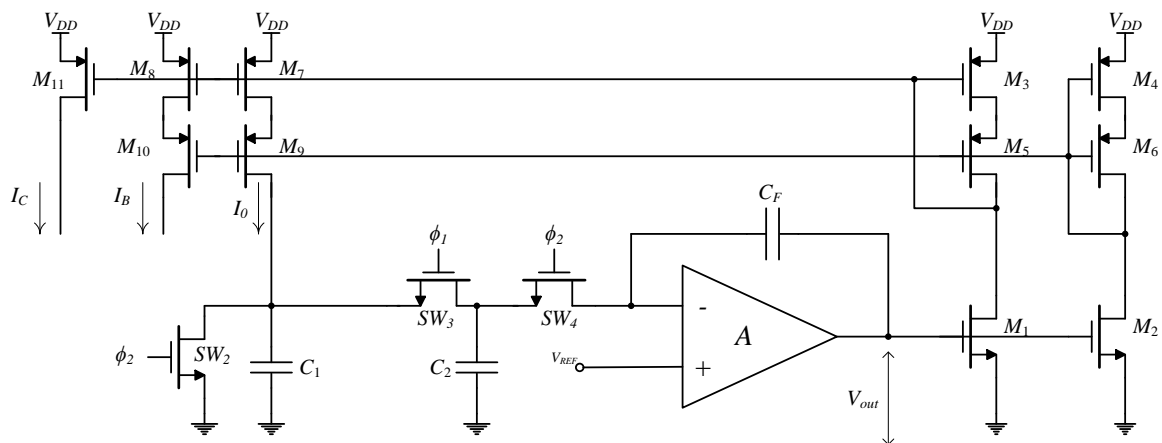 V_DD V_DD V_DD V_DD V_DD
M_11 M_8 M_7 M_3 M_4
M_10 M_9 M_5 M_6
I_C I_B I_0 C_F
ϕ_1 ϕ_2
SW_3 SW_4 - M_1 M_2
ϕ_2 SW_2 C_1 C_2 V_REF A
+
V_out